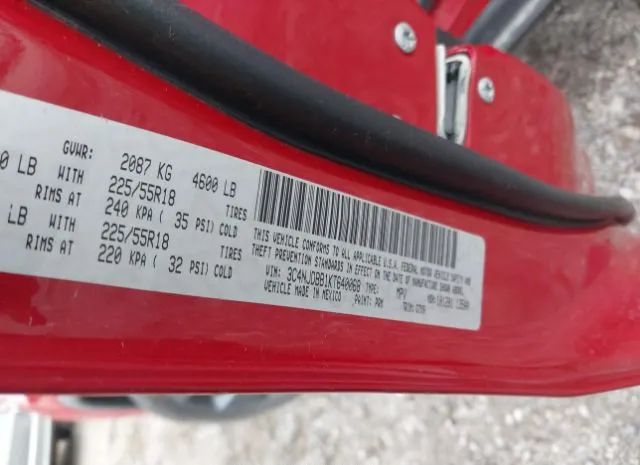 GVWR: 2087 KG 4600 LB
0 LB WITH 225/55R18 TIRES
RIMS AT 240 KPA ( 35 PSI) COLD
LB WITH 225/55R18 TIRES
RIMS AT 220 KPA ( 32 PSI) COLD
THIS VEHICLE CONFORMS TO ALL APPLICABLE U.S.A. FEDERAL MOTOR VEHICLE SAFETY AND
THEFT PREVENTION STANDARDS IN EFFECT ON THE DATE OF MANUFACTURE SHOWN ABOVE.
VIN: 3C4NJDBB1KT840068 TYPE: MPV
VEHICLE MADE IN MEXICO PAINT: PRM